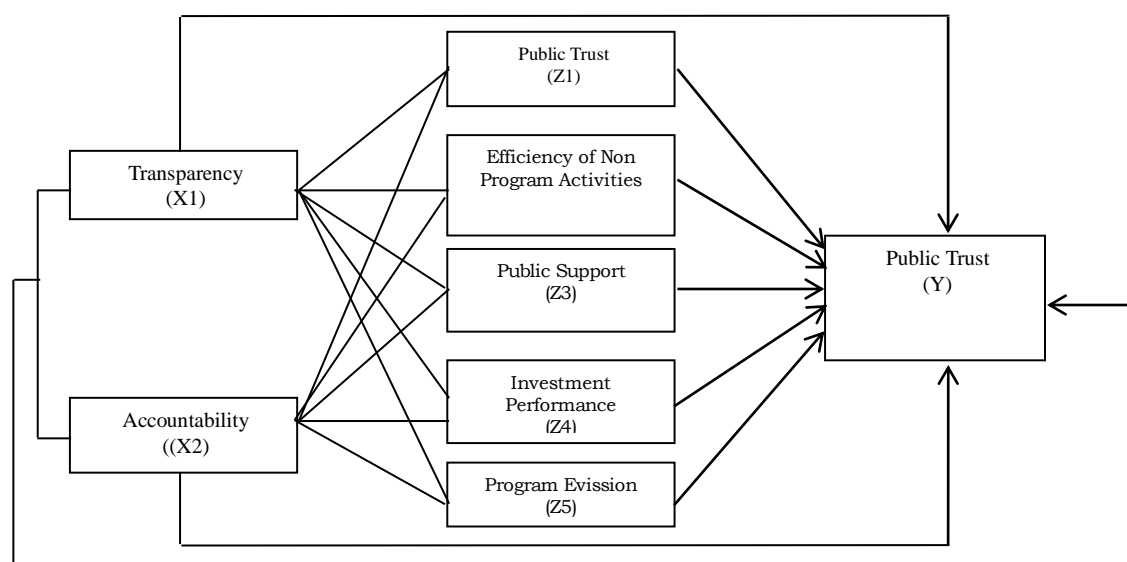 Transparency
(X1)
Accountability
((X2)
Public Trust
(Z1)
Efficiency of Non
Program Activities
Public Support
(Z3)
Investment
Performance
(Z4)
Program Evission
(Z5)
Public Trust
(Y)